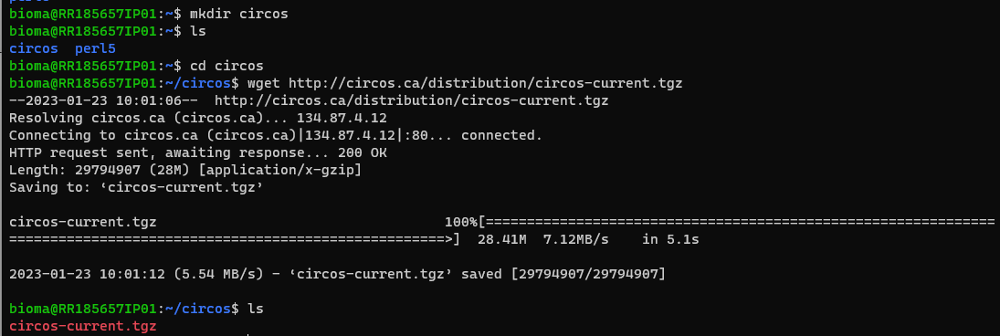 bioma@RR185657IP01:~$ mkdir circos
bioma@RR185657IP01:~$ ls
circos  perl5
bioma@RR185657IP01:~$ cd circos
bioma@RR185657IP01:~/circos$ wget http://circos.ca/distribution/circos-current.tgz
--2023-01-23 10:01:06--  http://circos.ca/distribution/circos-current.tgz
Resolving circos.ca (circos.ca)... 134.87.4.12
Connecting to circos.ca (circos.ca)|134.87.4.12|:80... connected.
HTTP request sent, awaiting response... 200 OK
Length: 29794907 (28M) [application/x-gzip]
Saving to: ‘circos-current.tgz’
circos-current.tgz                                   100%[==============================================================
=====================================================>]  28.41M  7.12MB/s    in 5.1s
2023-01-23 10:01:12 (5.54 MB/s) - ‘circos-current.tgz’ saved [29794907/29794907]
bioma@RR185657IP01:~/circos$ ls
circos-current.tgz